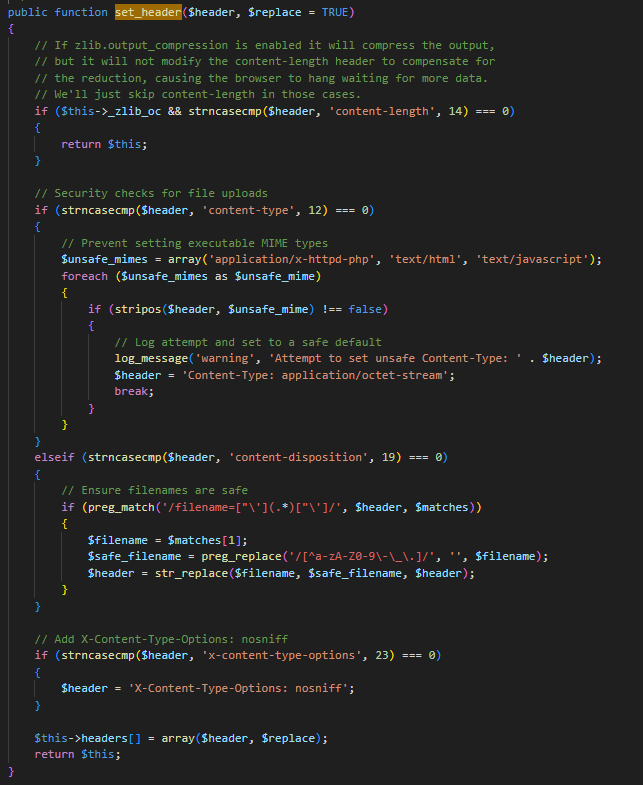 public function set_header($header, $replace = TRUE)
{
// If zlib.output_compression is enabled it will compress the output,
// but it will not modify the content-length header to compensate for
// the reduction, causing the browser to hang waiting for more data.
// We'll just skip content-length in those cases.
if ($this->_zlib_oc && strncasecmp($header, 'content-length', 14) === 0)
{
return $this;
}
// Security checks for file uploads
if (strncasecmp($header, 'content-type', 12) === 0)
{
// Prevent setting executable MIME types
$unsafe_mimes = array('application/x-httpd-php', 'text/html', 'text/javascript');
foreach ($unsafe_mimes as $unsafe_mime)
{
if (stripos($header, $unsafe_mime) !== false)
{
// Log attempt and set to a safe default
log_message('warning', 'Attempt to set unsafe Content-Type: ' . $header);
$header = 'Content-Type: application/octet-stream';
break;
}
}
}
elseif (strncasecmp($header, 'content-disposition', 19) === 0)
{
// Ensure filenames are safe
if (preg_match('/filename=["\'](.*)["\']/', $header, $matches))
{
$filename = $matches[1];
$safe_filename = preg_replace('/[^a-zA-Z0-9\-\_\.]/', '', $filename);
$header = str_replace($filename, $safe_filename, $header);
}
}
// Add X-Content-Type-Options: nosniff
if (strncasecmp($header, 'x-content-type-options', 23) === 0)
{
$header = 'X-Content-Type-Options: nosniff';
}
$this->headers[] = array($header, $replace);
return $this;
}